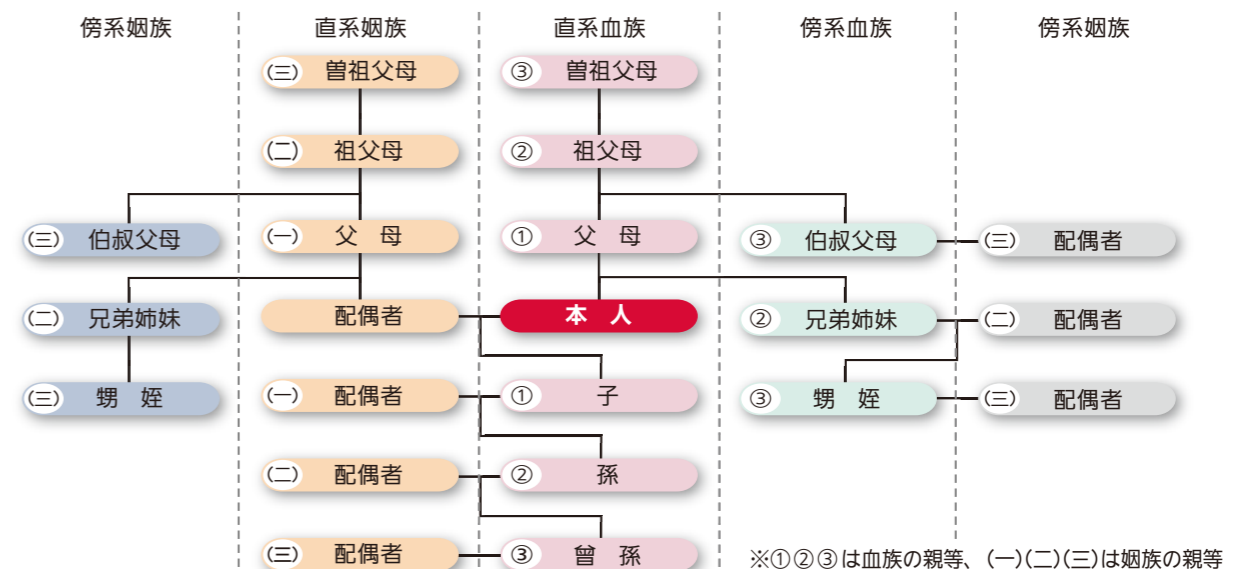 傍系姻族 直系姻族 直系血族 傍系血族 傍系姻族
(三) 曽祖父母 ③ 曽祖父母
(二) 祖父母 ② 祖父母
(三) 伯叔父母 (一) 父 母 ① 父 母 ③ 伯叔父母 (三) 配偶者
(二) 兄弟姉妹 配偶者 本 人 ② 兄弟姉妹 (二) 配偶者
(三) 甥 姪 (一) 配偶者 ① 子 ③ 甥 姪 (三) 配偶者
(二) 配偶者 ② 孫
(三) 配偶者 ③ 曾 孫
※①②③は血族の親等、(一)(二)(三)は姻族の親等